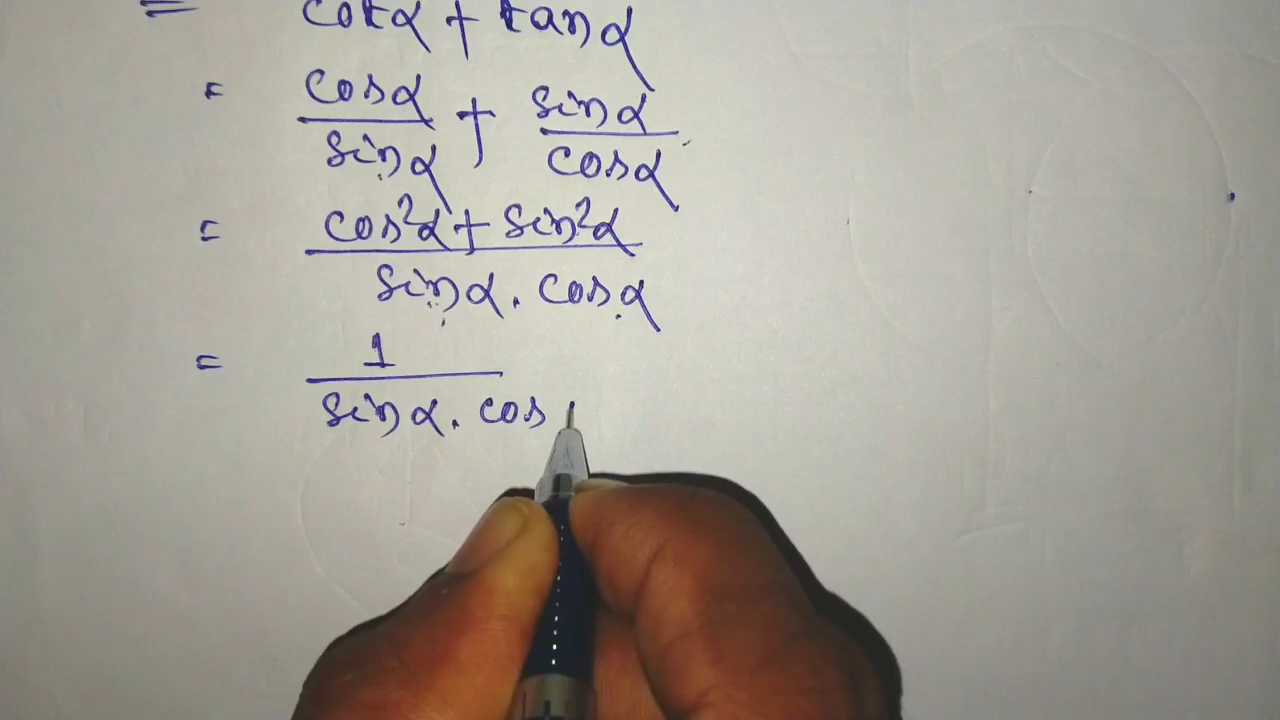 = cotα + tanα
= cosα/sinα + sinα/cosα
= cos²α + sin²α / sinα . cosα
= 1 / sinα . cos